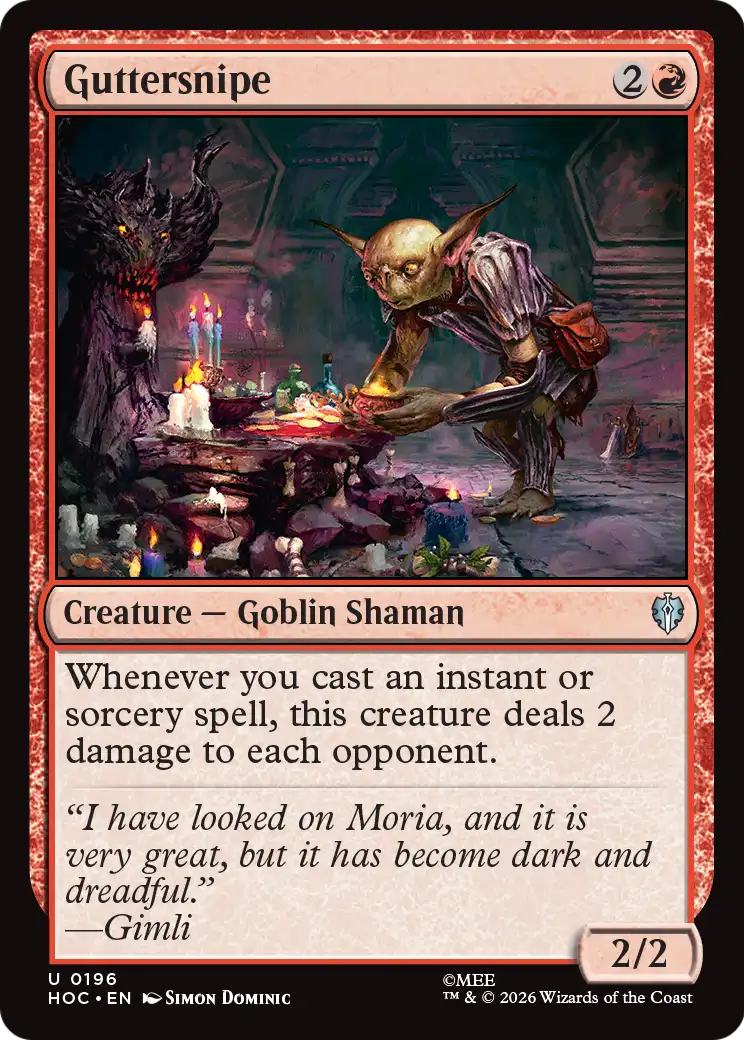 Guttersnipe 2
Creature — Goblin Shaman
Whenever you cast an instant or
sorcery spell, this creature deals 2
damage to each opponent.
“I have looked on Moria, and it is
very great, but it has become dark and
dreadful.”
—Gimli
2/2
U 0196
HOC • EN Simon Dominic
©MEE
™ & © 2026 Wizards of the Coast